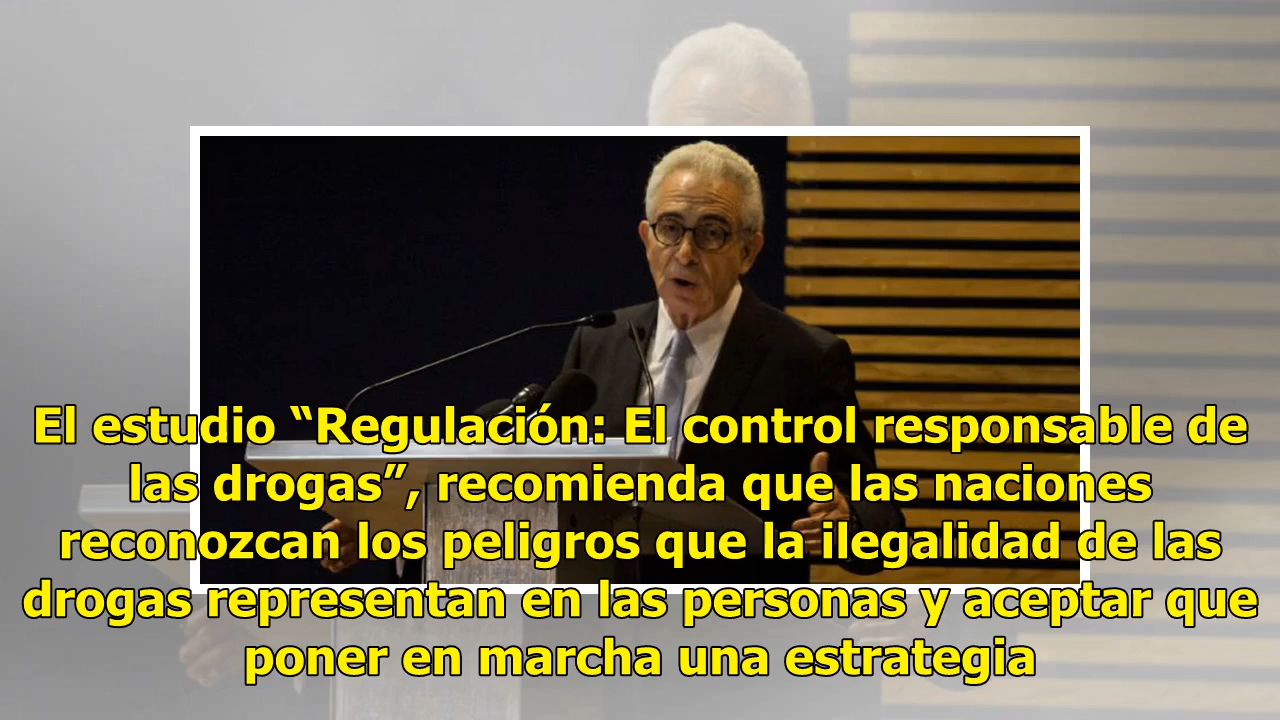 El estudio “Regulación: El control responsable de
las drogas”, recomienda que las naciones
reconozcan los peligros que la ilegalidad de las
drogas representan en las personas y aceptar que
poner en marcha una estrategia